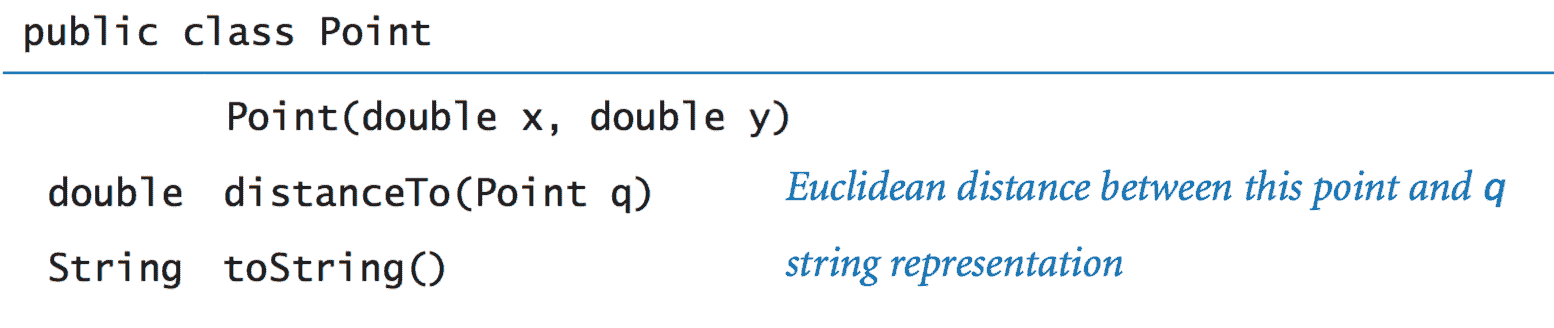 public class Point
Point(double x, double y)
double distanceTo(Point q) Euclidean distance between this point and q
String toString() string representation